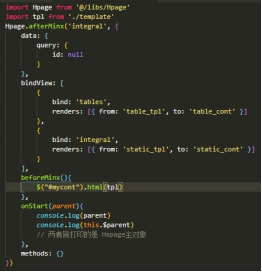 import Hpage from '@/libs/Hpage'
import tpl from './template'
Hpage.afterMinx('integral', {
data: {
query: {
id: null
}
},
bindView: [
{
bind: 'tables',
renders: [{ from: 'table_tpl', to: 'table_cont' }]
},
{
bind: 'integral',
renders: [{ from: 'static_tpl', to: 'static_cont' }]
}
],
beforeMinx(){
$("#mycont").html(tpl)
},
onStart(parent){
console.log(parent)
console.log(this.$parent)
// 两者将打印的是 Hapage主对象
},
methods: {}
})